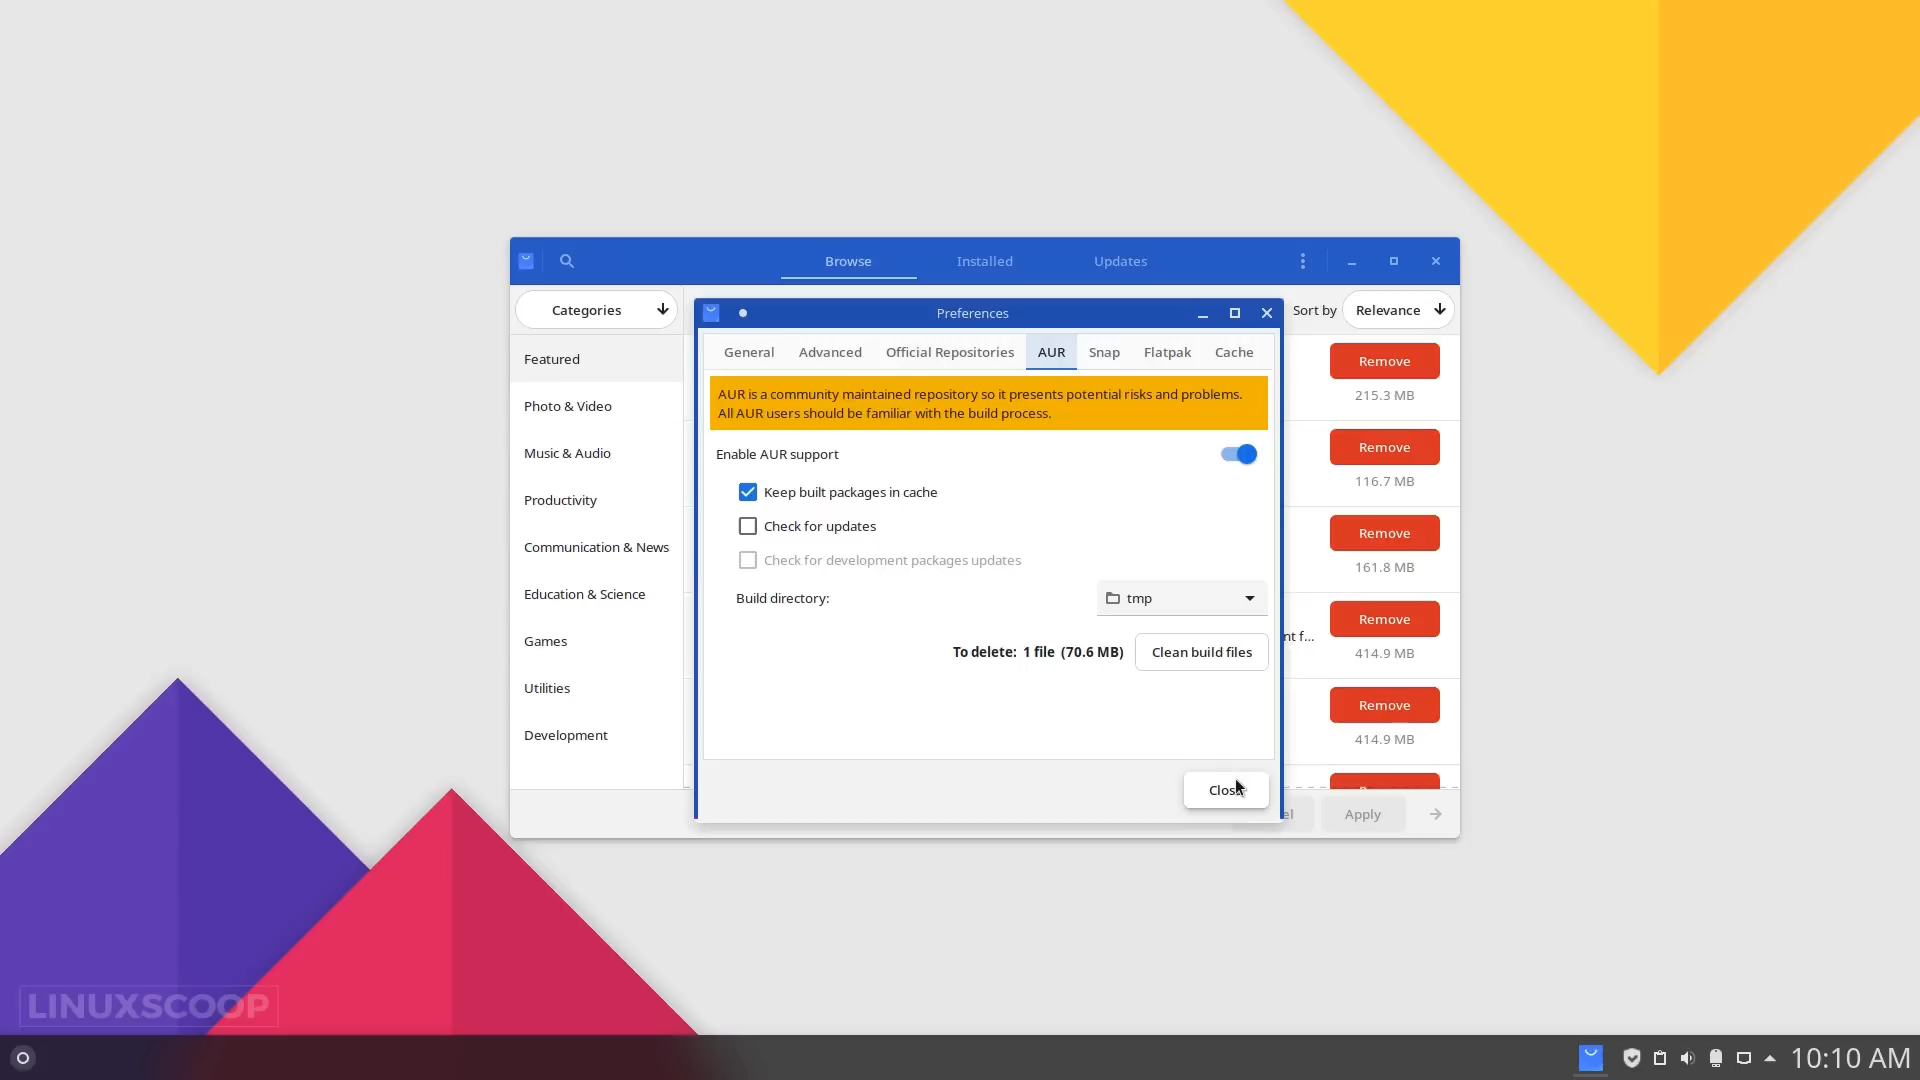 Browse
Installed
Updates
Categories
Sort by
Relevance
Preferences
General
Advanced
Official Repositories
AUR
Snap
Flatpak
Cache
AUR is a community maintained repository so it presents potential risks and problems.
All AUR users should be familiar with the build process.
Enable AUR support
Keep built packages in cache
Check for updates
Check for development packages updates
Build directory:
tmp
To delete: 1 file (70.6 MB)
Clean build files
Close
Featured
Photo & Video
Music & Audio
Productivity
Communication & News
Education & Science
Games
Utilities
Development
Remove
215.3 MB
Remove
116.7 MB
Remove
161.8 MB
nt f...
Remove
414.9 MB
Remove
414.9 MB
Apply
LINUXSCOOP
10:10 AM